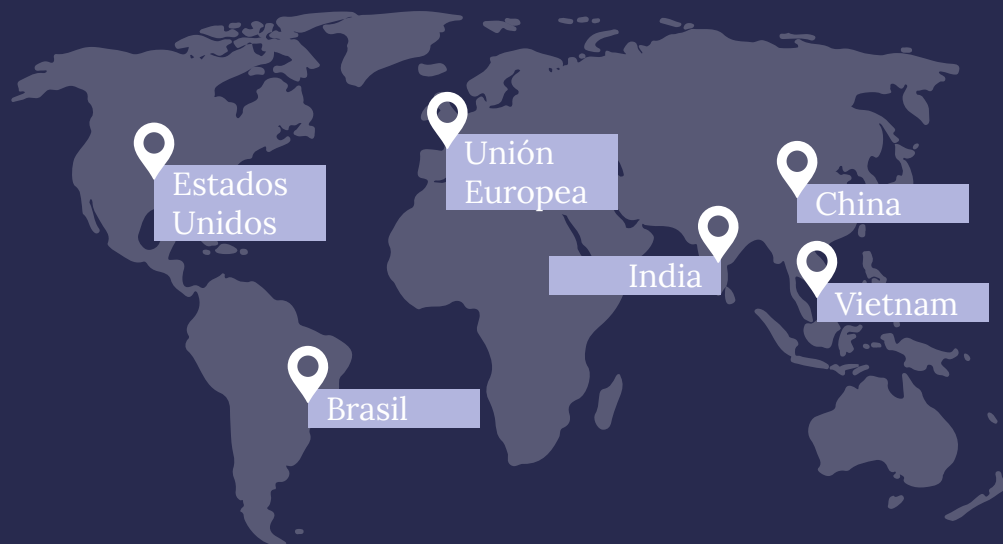 Estados
Unidos
Unión
Europea
China
India
Vietnam
Brasil